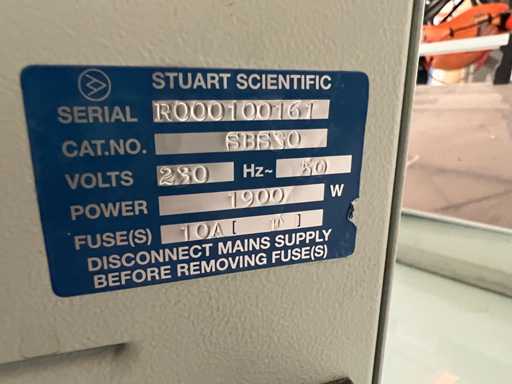 STUART SCIENTIFIC
SERIAL R000100161
CAT.NO. SBS30
VOLTS 230 Hz~ 50
POWER 1900 W
FUSE(S) 10A [ T ]
DISCONNECT MAINS SUPPLY
BEFORE REMOVING FUSE(S)